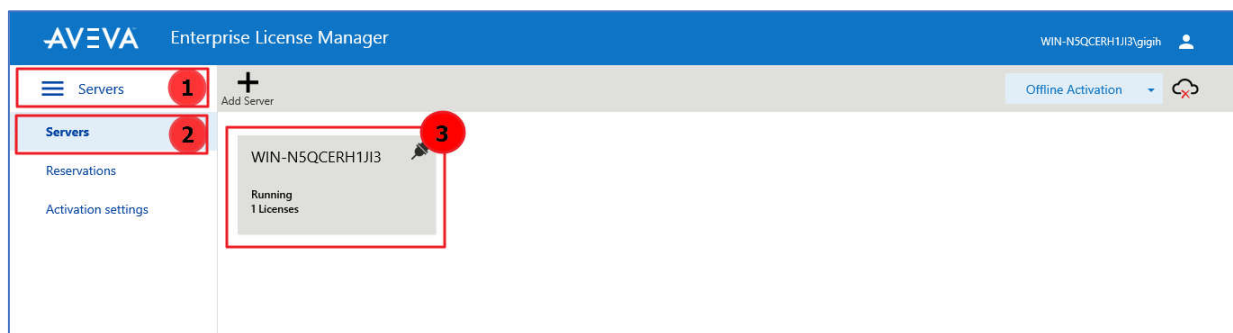 AVEVA Enterprise License Manager WIN-N5QCERH1JI3\gigih
Servers 1 Add Server Offline Activation
Servers 2
Reservations
Activation settings
3
WIN-N5QCERH1JI3
Running
1 Licenses